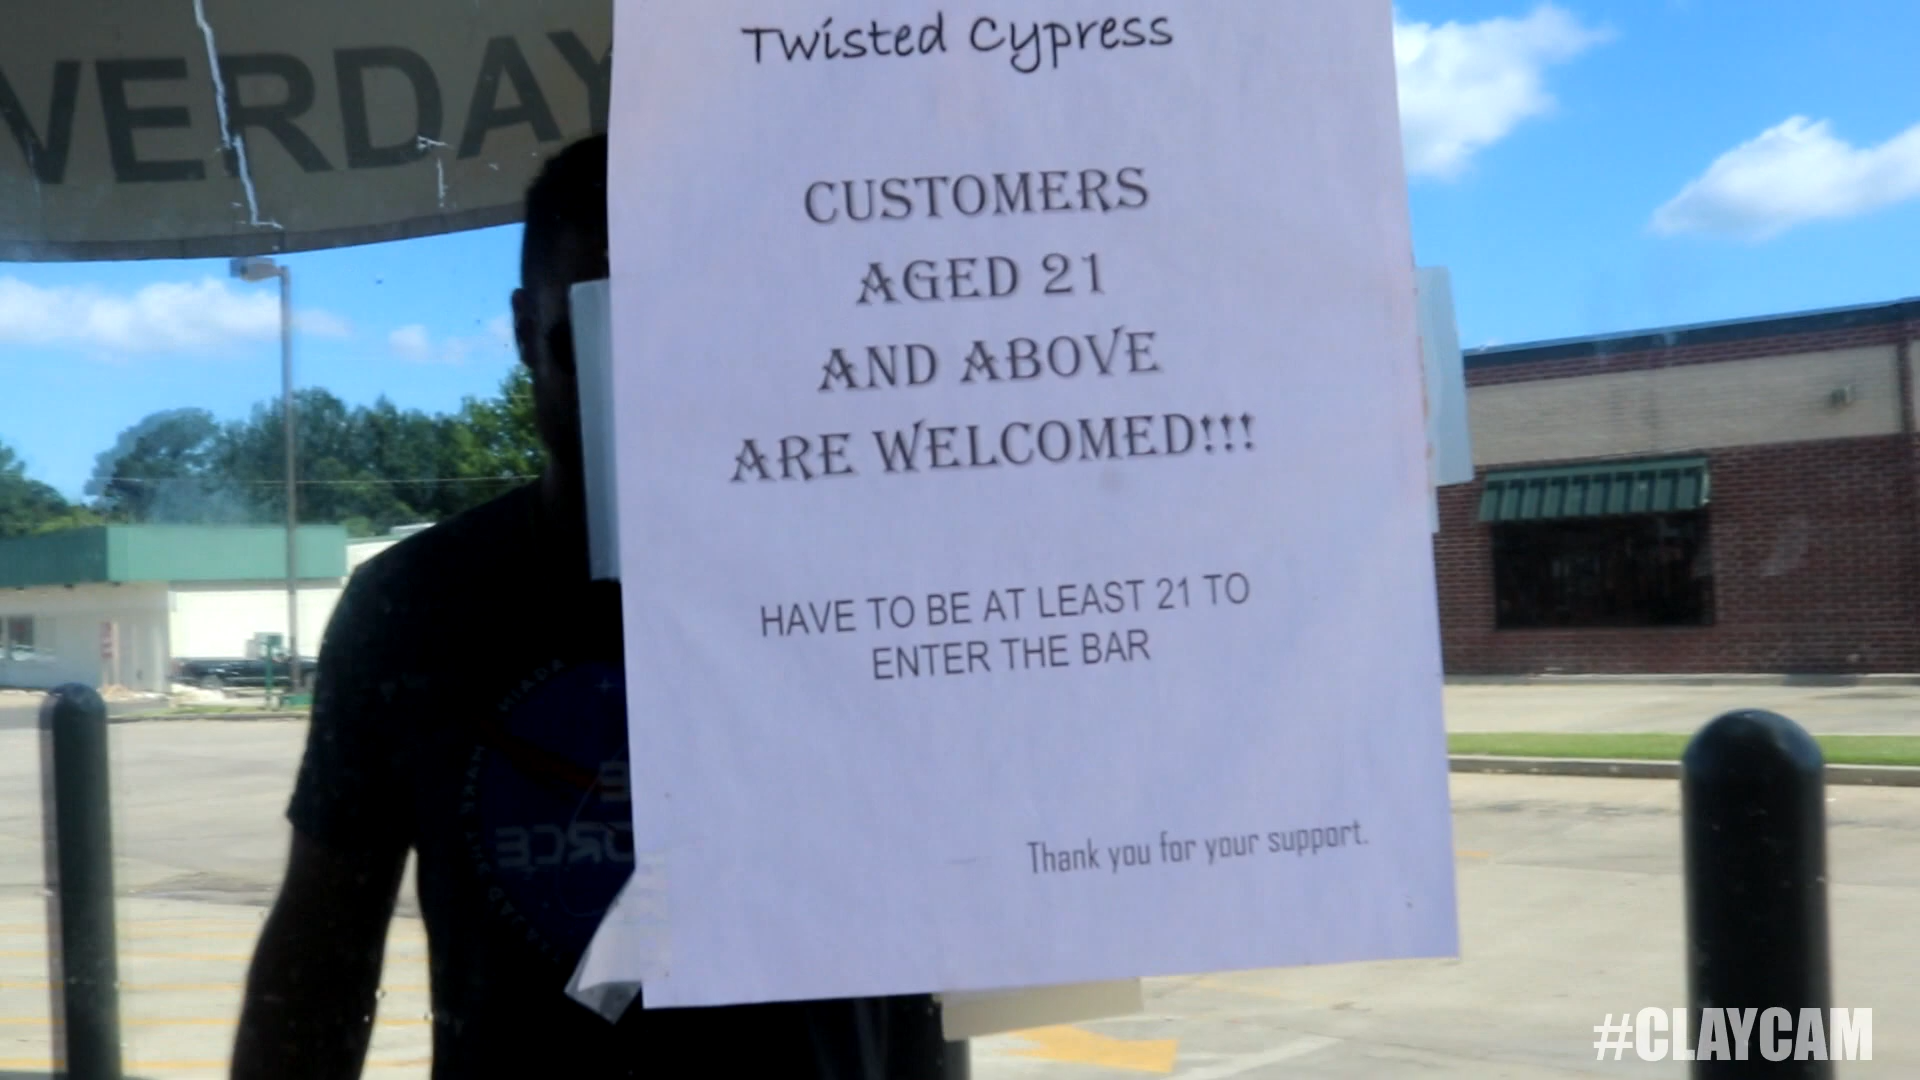 VERDAY
Twisted Cypress
CUSTOMERS
AGED 21
AND ABOVE
ARE WELCOMED!!!
HAVE TO BE AT LEAST 21 TO
ENTER THE BAR
Thank you for your support.
#CLAYCAM